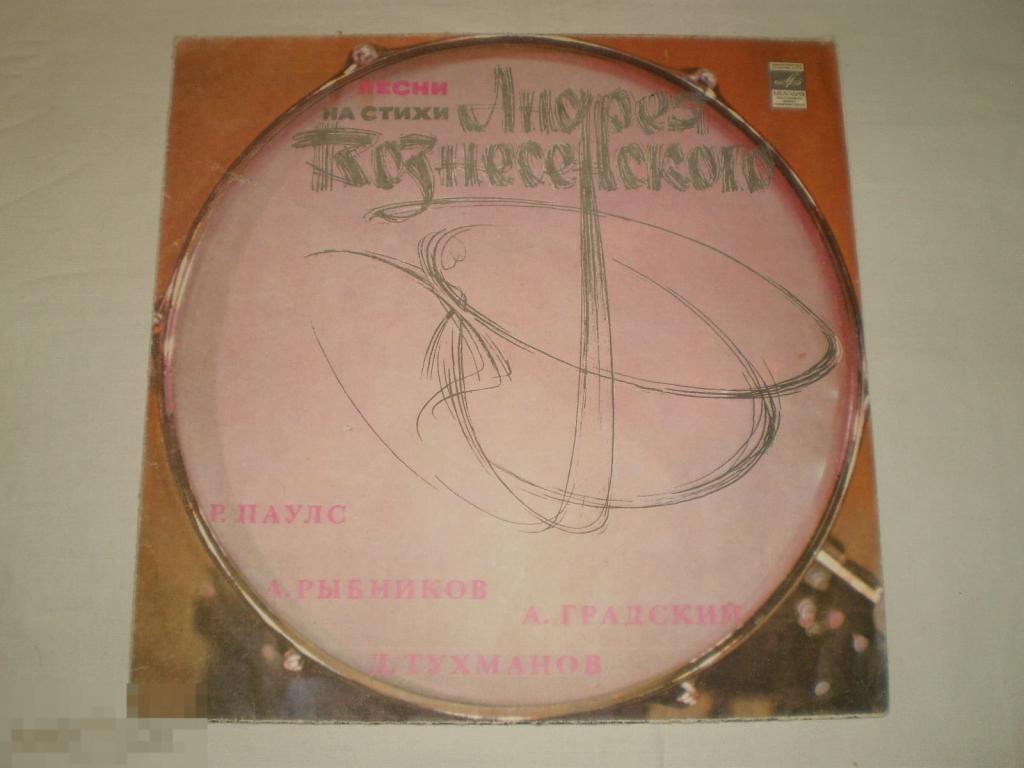 ПЕСНИ
НА СТИХИ Андрея
Вознесенского
Р. ПАУЛС
А. РЫБНИКОВ
А. ГРАДСКИЙ
Д. ТУХМАНОВ